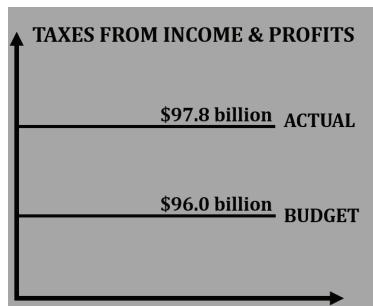 TAXES FROM INCOME & PROFITS
$97.8 billion ACTUAL
$96.0 billion BUDGET